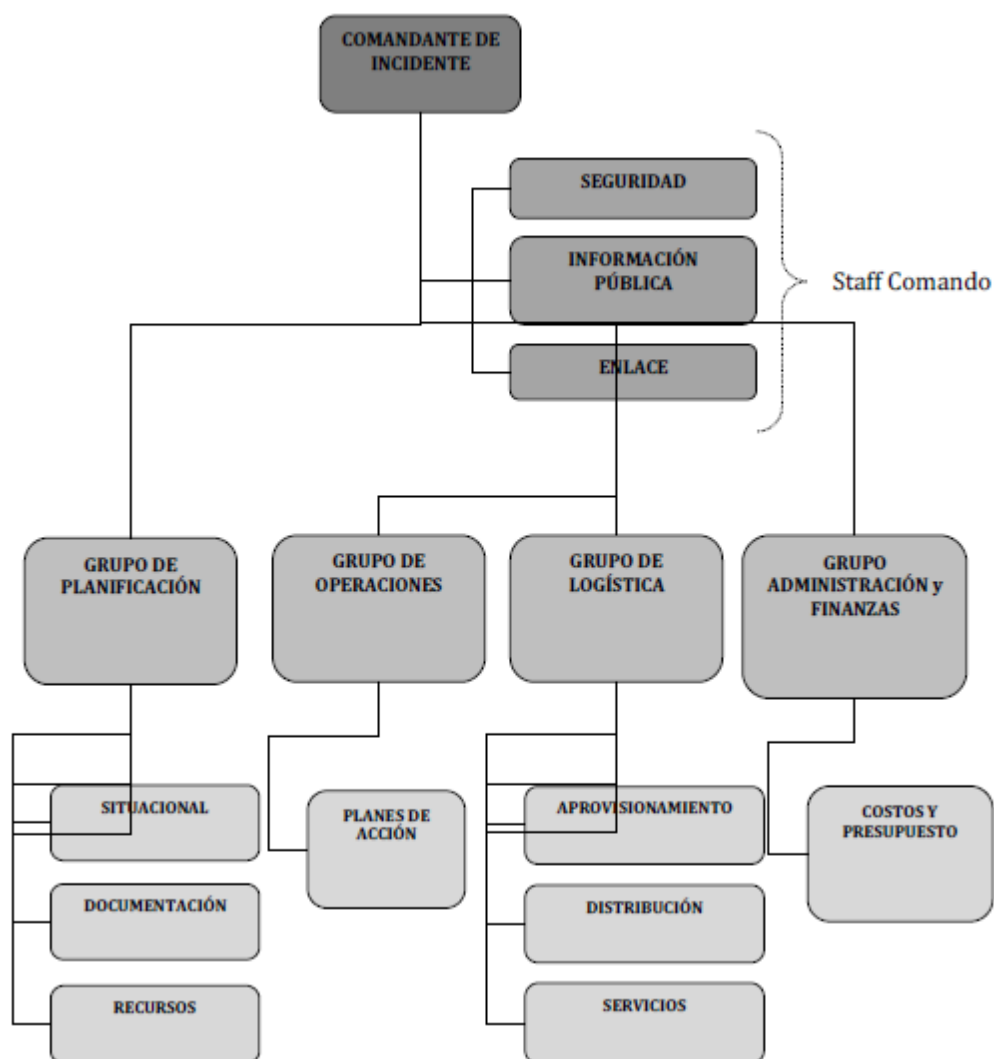 COMANDANTE DE
INCIDENTE
SEGURIDAD
INFORMACIÓN
PÚBLICA
Staff Comando
ENLACE
GRUPO DE
PLANIFICACIÓN
GRUPO DE
OPERACIONES
GRUPO DE
LOGÍSTICA
GRUPO
ADMINISTRACIÓN y
FINANZAS
SITUACIONAL
PLANES DE
ACCIÓN
APROVISIONAMIENTO
COSTOS Y
PRESUPUESTO
DOCUMENTACIÓN
DISTRIBUCIÓN
RECURSOS
SERVICIOS